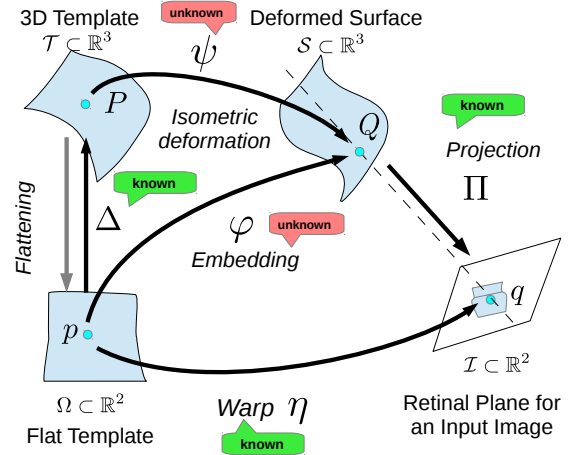 3D Template
𝒯 ⊂ ℝ³
unknown
ψ
Deformed Surface
𝒮 ⊂ ℝ³
P
Isometric
deformation
Q
known
Projection
Π
Flattening
known
Δ
φ
unknown
Embedding
p
q
Ω ⊂ ℝ²
Flat Template
Warp η
known
ℐ ⊂ ℝ²
Retinal Plane for
an Input Image